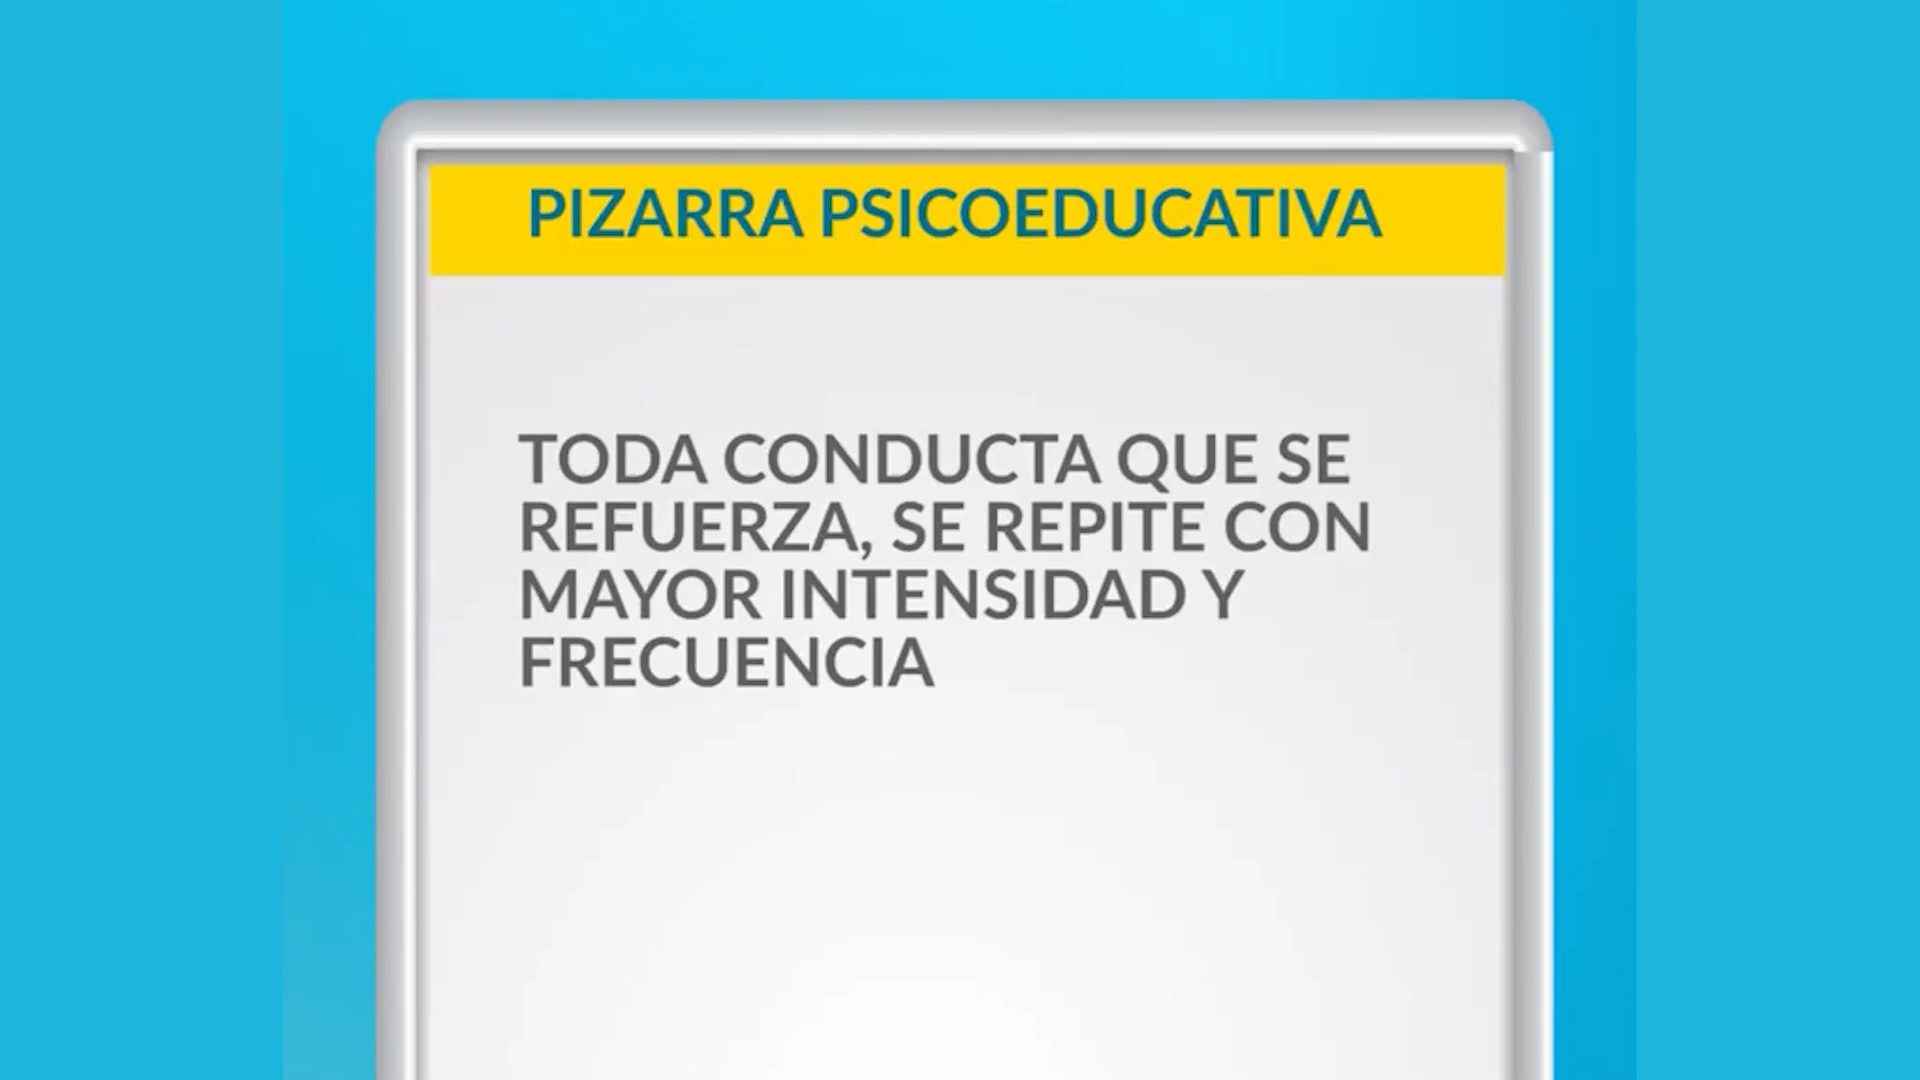 PIZARRA PSICOEDUCATIVA
TODA CONDUCTA QUE SE
REFUERZA, SE REPITE CON
MAYOR INTENSIDAD Y
FRECUENCIA